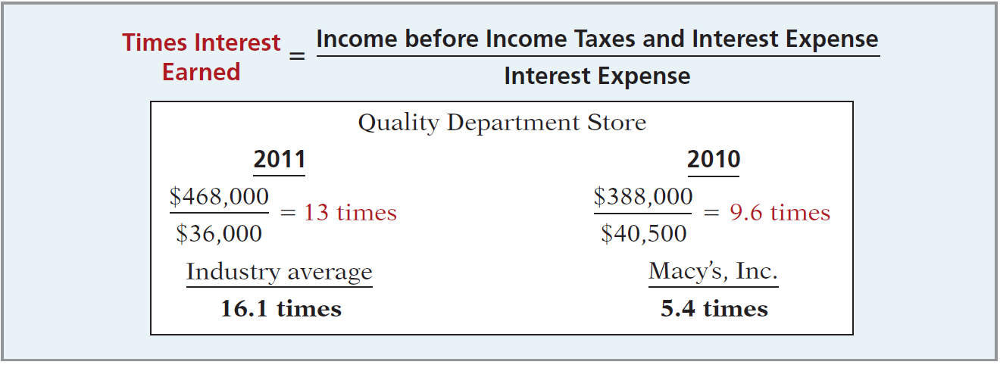 Times Interest Earned = Income before Income Taxes and Interest Expense
Interest Expense
Quality Department Store
2011 2010
$468,000 $388,000
= 13 times = 9.6 times
$36,000 $40,500
Industry average Macy’s, Inc.
16.1 times 5.4 times